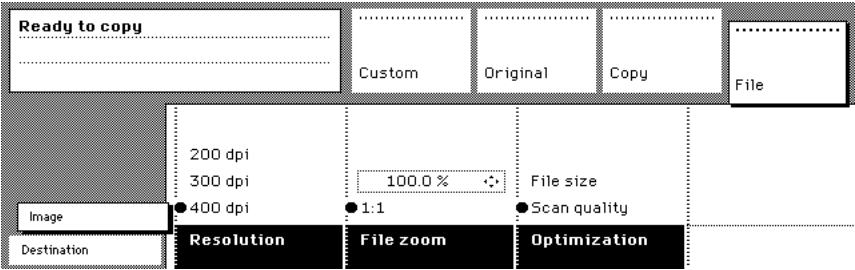 Ready to copy
Custom
Original
Copy
File
200 dpi
300 dpi
100.0 %
File size
400 dpi
1:1
Scan quality
Image
Resolution
File zoom
Optimization
Destination